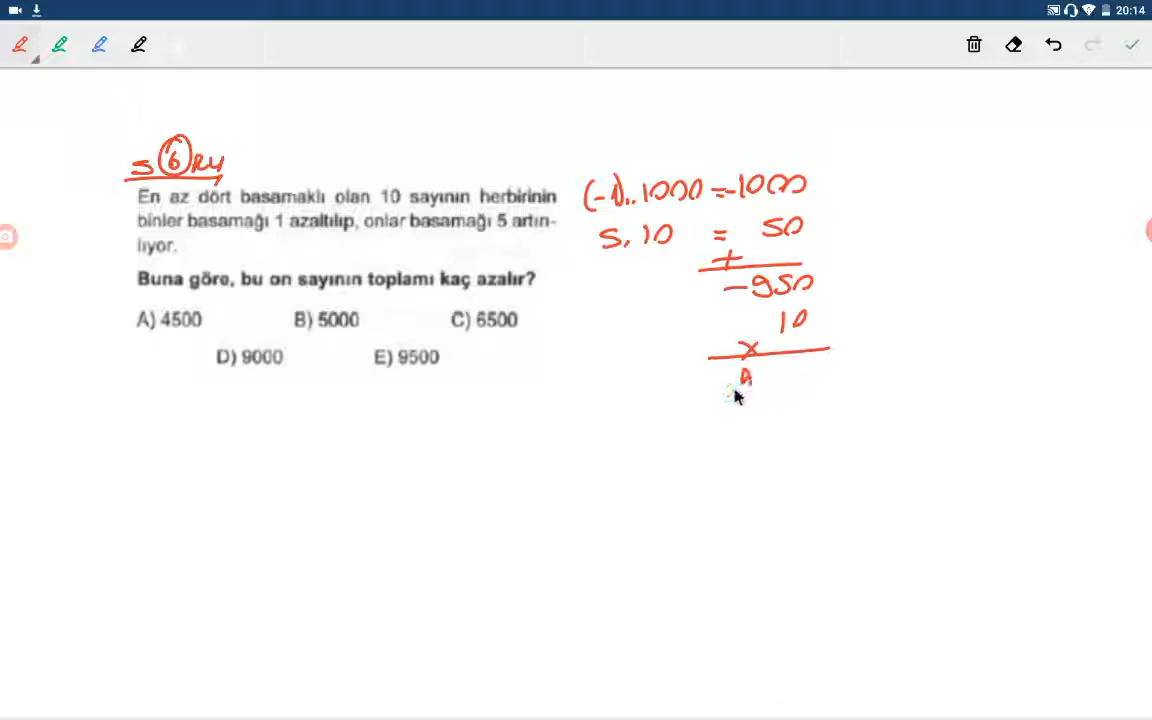 20:14
S6RU
En az dört basamaklı olan 10 sayının herbirinin
binler basamağı 1 azaltılıp, onlar basamağı 5 artırı-
lıyor.
Buna göre, bu on sayının toplamı kaç azalır?
A) 4500 B) 5000 C) 6500
D) 9000 E) 9500
(-1)..1000 = -1000
5.10 = 50
+
-950
10
x